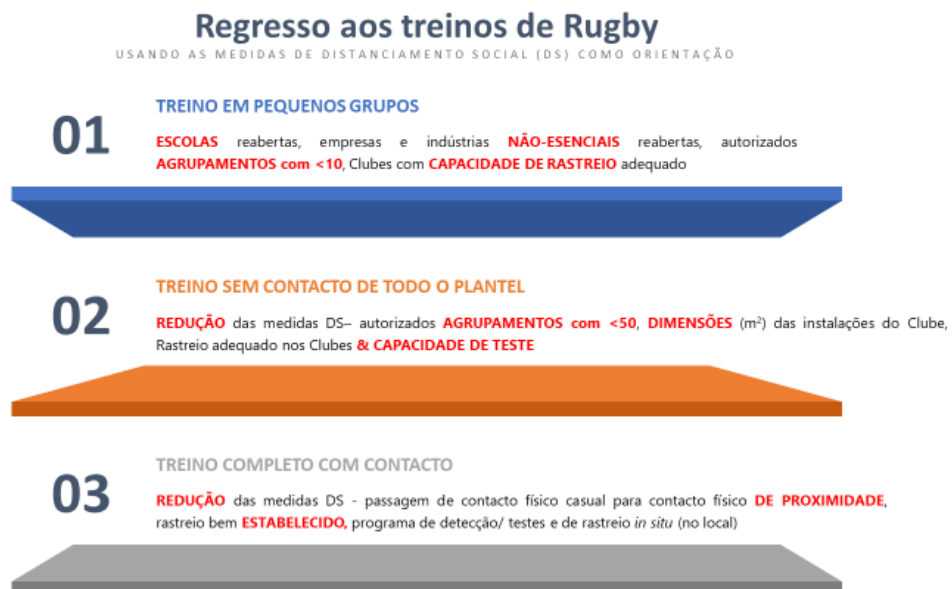 Regresso aos treinos de Rugby
USANDO AS MEDIDAS DE DISTANCIAMENTO SOCIAL (DS) COMO ORIENTAÇÃO
01
TREINO EM PEQUENOS GRUPOS
ESCOLAS reabertas, empresas e indústrias NÃO-ESENCIAIS reabertas, autorizados
AGRUPAMENTOS com <10, Clubes com CAPACIDADE DE RASTREIO adequado
02
TREINO SEM CONTACTO DE TODO O PLANTEL
REDUÇÃO das medidas DS– autorizados AGRUPAMENTOS com <50, DIMENSÕES (m²) das instalações do Clube,
Rastreio adequado nos Clubes & CAPACIDADE DE TESTE
03
TREINO COMPLETO COM CONTACTO
REDUÇÃO das medidas DS - passagem de contacto físico casual para contacto físico DE PROXIMIDADE,
rastreio bem ESTABELECIDO, programa de detecção/ testes e de rastreio in situ (no local)